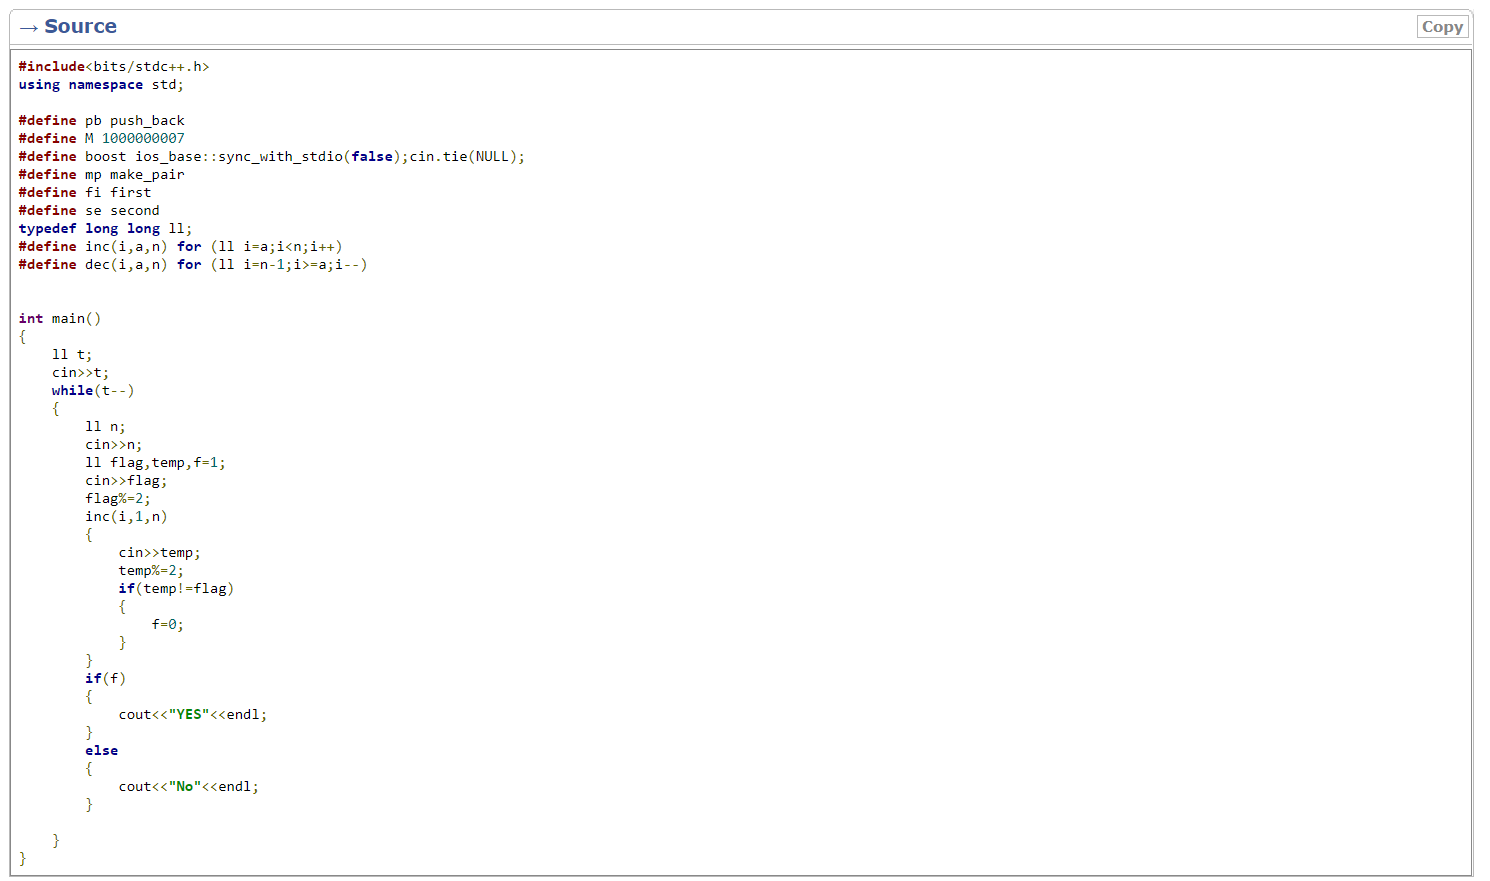 → Source
Copy
#include<bits/stdc++.h>
using namespace std;
#define pb push_back
#define M 1000000007
#define boost ios_base::sync_with_stdio(false);cin.tie(NULL);
#define mp make_pair
#define fi first
#define se second
typedef long long ll;
#define inc(i,a,n) for (ll i=a;i<n;i++)
#define dec(i,a,n) for (ll i=n-1;i>=a;i--)
int main()
{
    ll t;
    cin>>t;
    while(t--)
    {
        ll n;
        cin>>n;
        ll flag,temp,f=1;
        cin>>flag;
        flag%=2;
        inc(i,1,n)
        {
            cin>>temp;
            temp%=2;
            if(temp!=flag)
            {
                f=0;
            }
        }
        if(f)
        {
            cout<<"YES"<<endl;
        }
        else
        {
            cout<<"No"<<endl;
        }
    }
}